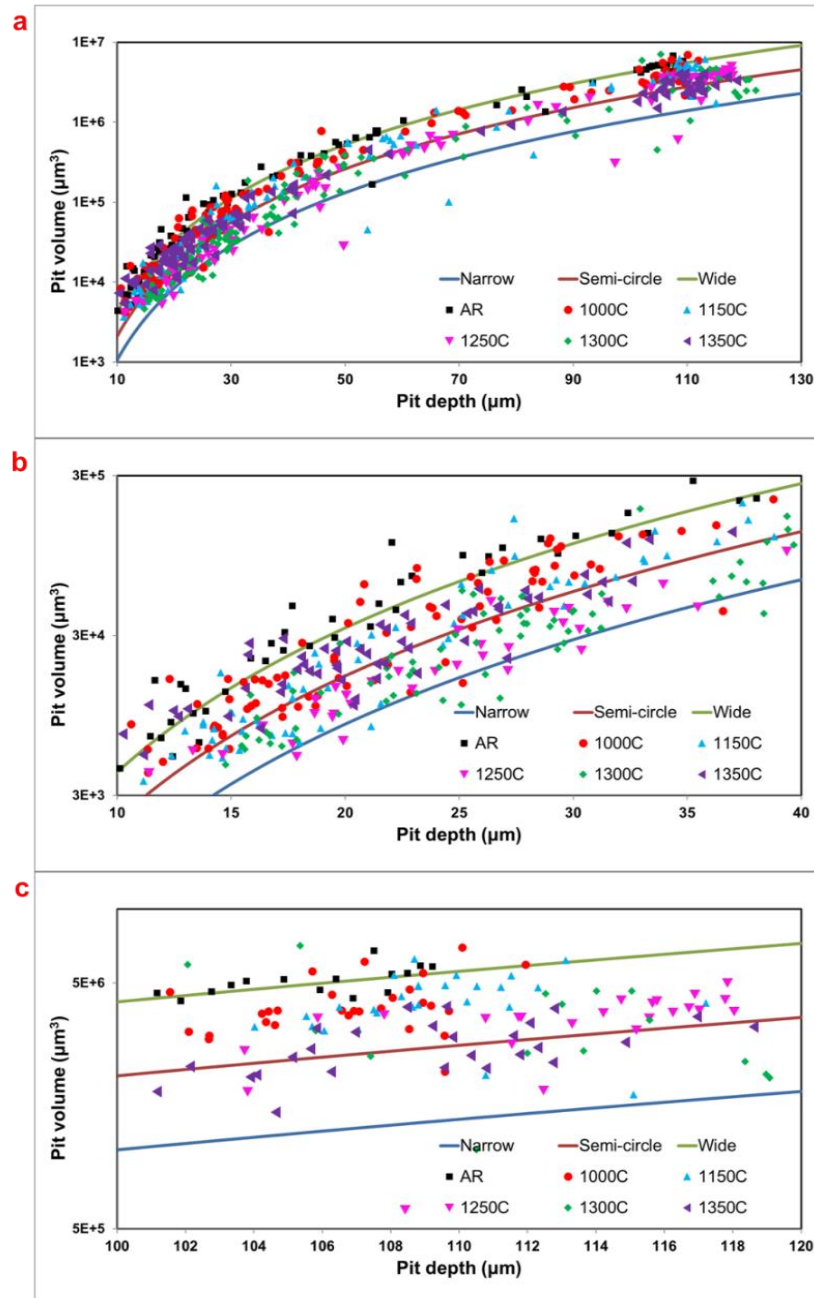 a
1E+7
1E+6
1E+5
1E+4
1E+3
Pit volume (µm³)
Narrow Semi-circle Wide
AR 1000C 1150C
1250C 1300C 1350C
10 30 50 70 90 110 130
Pit depth (µm)
b
3E+5
3E+4
3E+3
Pit volume (µm³)
Narrow Semi-circle Wide
AR 1000C 1150C
1250C 1300C 1350C
10 15 20 25 30 35 40
Pit depth (µm)
c
5E+6
5E+5
Pit volume (µm³)
Narrow Semi-circle Wide
AR 1000C 1150C
1250C 1300C 1350C
100 102 104 106 108 110 112 114 116 118 120
Pit depth (µm)